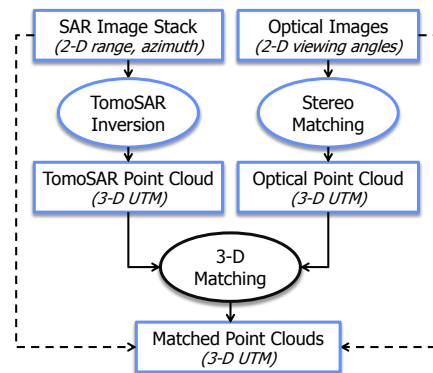 SAR Image Stack
(2-D range, azimuth)
Optical Images
(2-D viewing angles)
TomoSAR
Inversion
Stereo
Matching
TomoSAR Point Cloud
(3-D UTM)
Optical Point Cloud
(3-D UTM)
3-D
Matching
Matched Point Clouds
(3-D UTM)